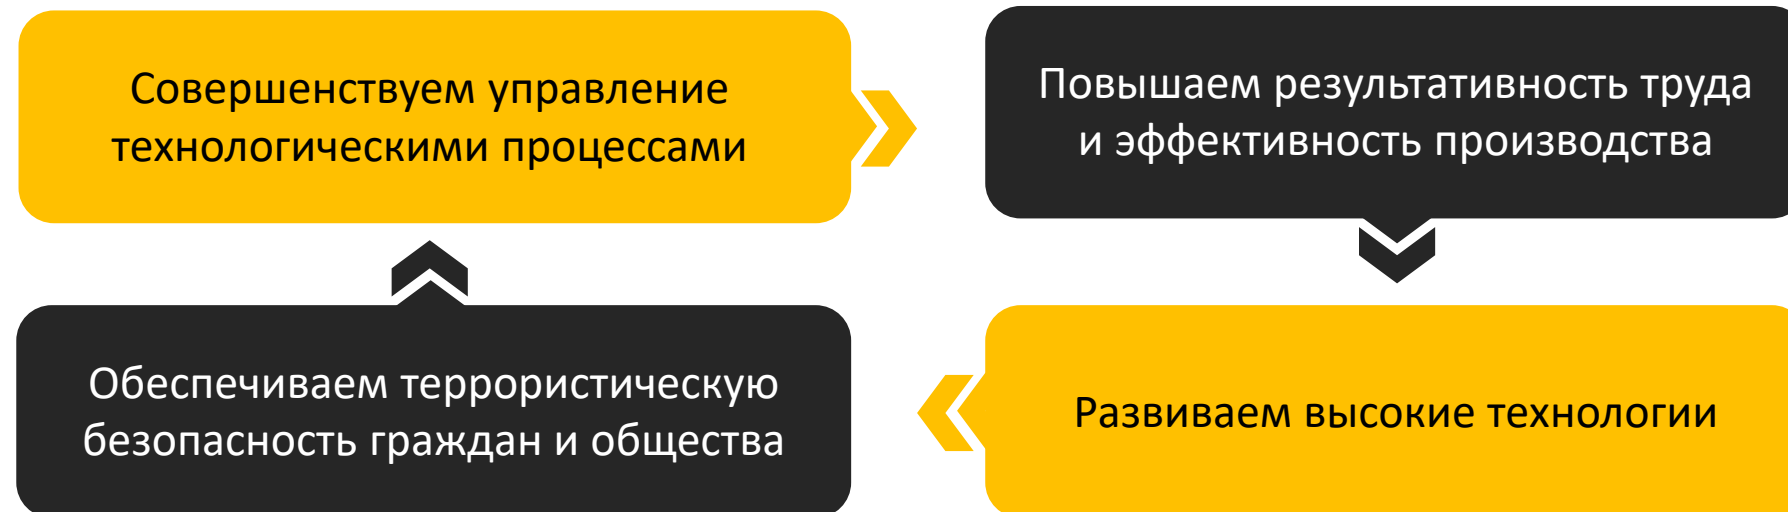 Совершенствуем управление
технологическими процессами
Повышаем результативность труда
и эффективность производства
Обеспечиваем террористическую
безопасность граждан и общества
Развиваем высокие технологии